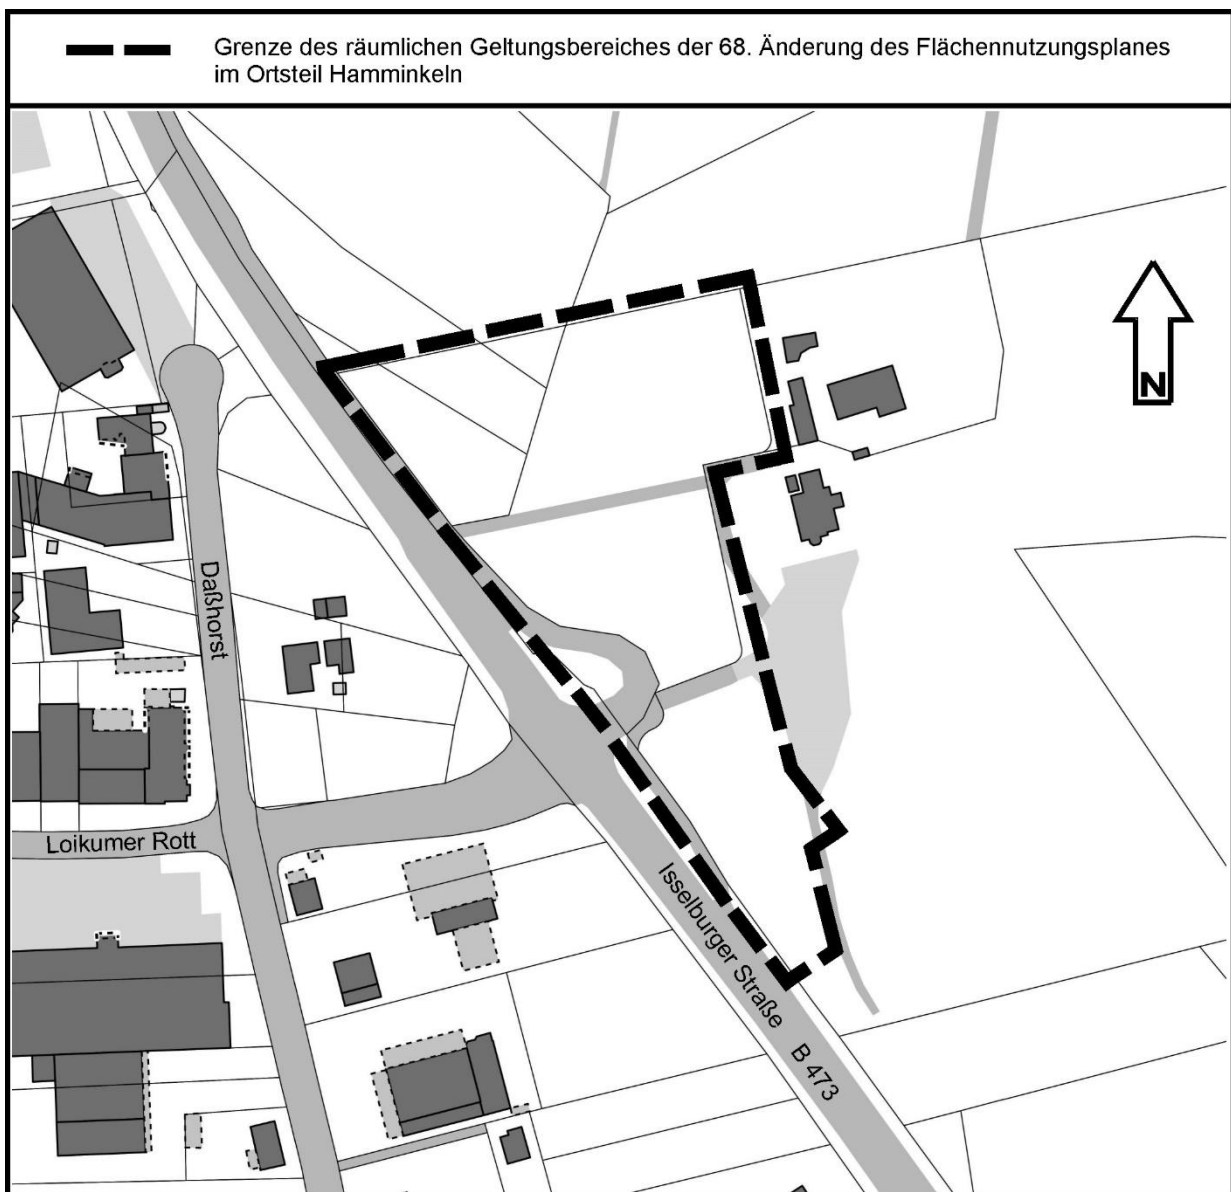 Grenze des räumlichen Geltungsbereiches der 68. Änderung des Flächennutzungsplanes
im Ortsteil Hamminkeln
N
Daßhorst
Loikumer Rott
Isselburger Straße B 473